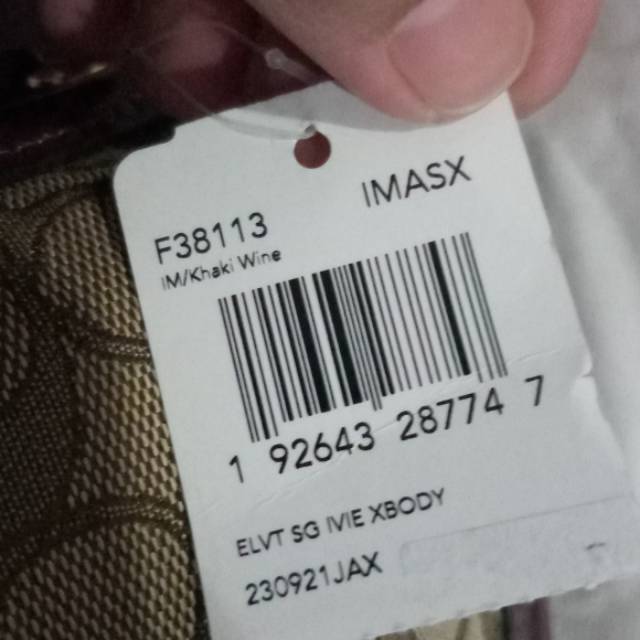 IMASX
F38113
IM/Khaki Wine
1 92643 28774 7
ELVT SG IVIE XBODY
230921JAX